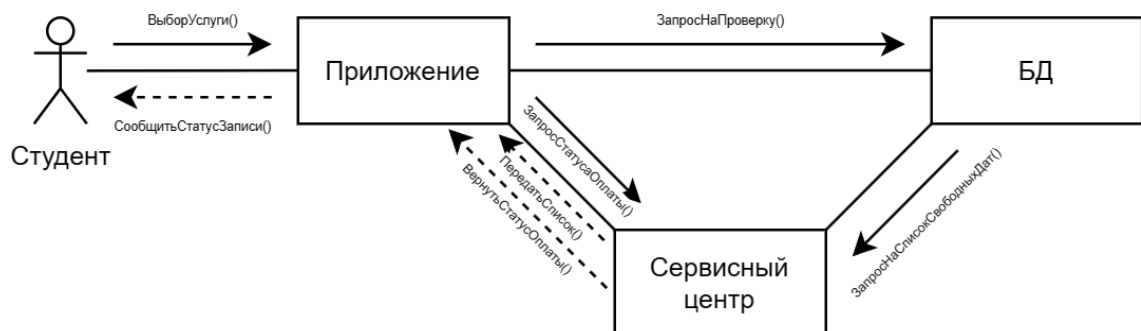 ВыборУслуги()
ЗапросНаПроверку()
Приложение
БД
СообщитьСтатусЗаписи()
Студент
ЗапросСтатусаОплаты()
ПередатьСписок()
ВернутьСтатусОплаты()
ЗапросНаСписокСвободныхДат()
Сервисный
центр